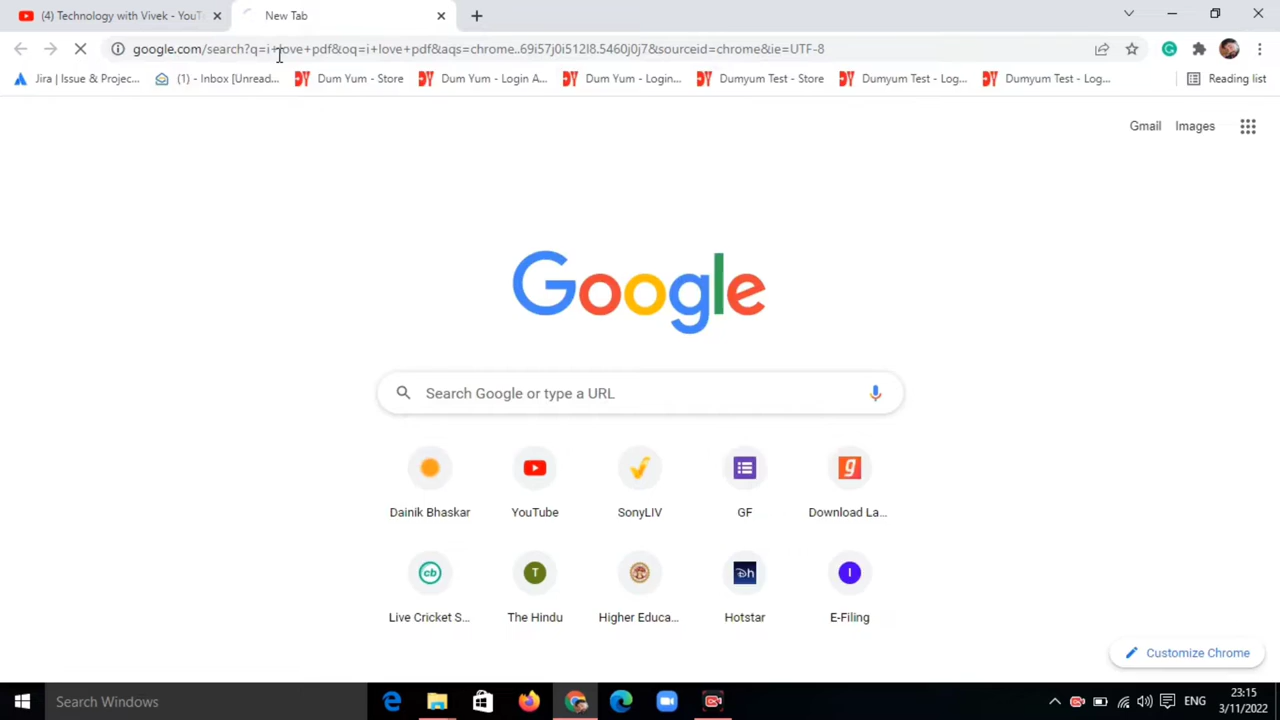 (4) Technology with Vivek - YouT
New Tab
google.com/search?q=i+love+pdf&oq=i+love+pdf&aqs=chrome..69i57j0i512l8.5460j0j7&sourceid=chrome&ie=UTF-8
Jira | Issue & Projec...
(1) - Inbox [Unread...
Dum Yum - Store
Dum Yum - Login A...
Dum Yum - Login...
Dumyum Test - Store
Dumyum Test - Log...
Dumyum Test - Log...
Reading list
Gmail
Images
Google
Search Google or type a URL
Dainik Bhaskar
YouTube
SonyLIV
GF
g
Download La...
cb
Live Cricket S...
T
The Hindu
Higher Educa...
Dh
Hotstar
I
E-Filing
Customize Chrome
Search Windows
ENG
23:15
3/11/2022